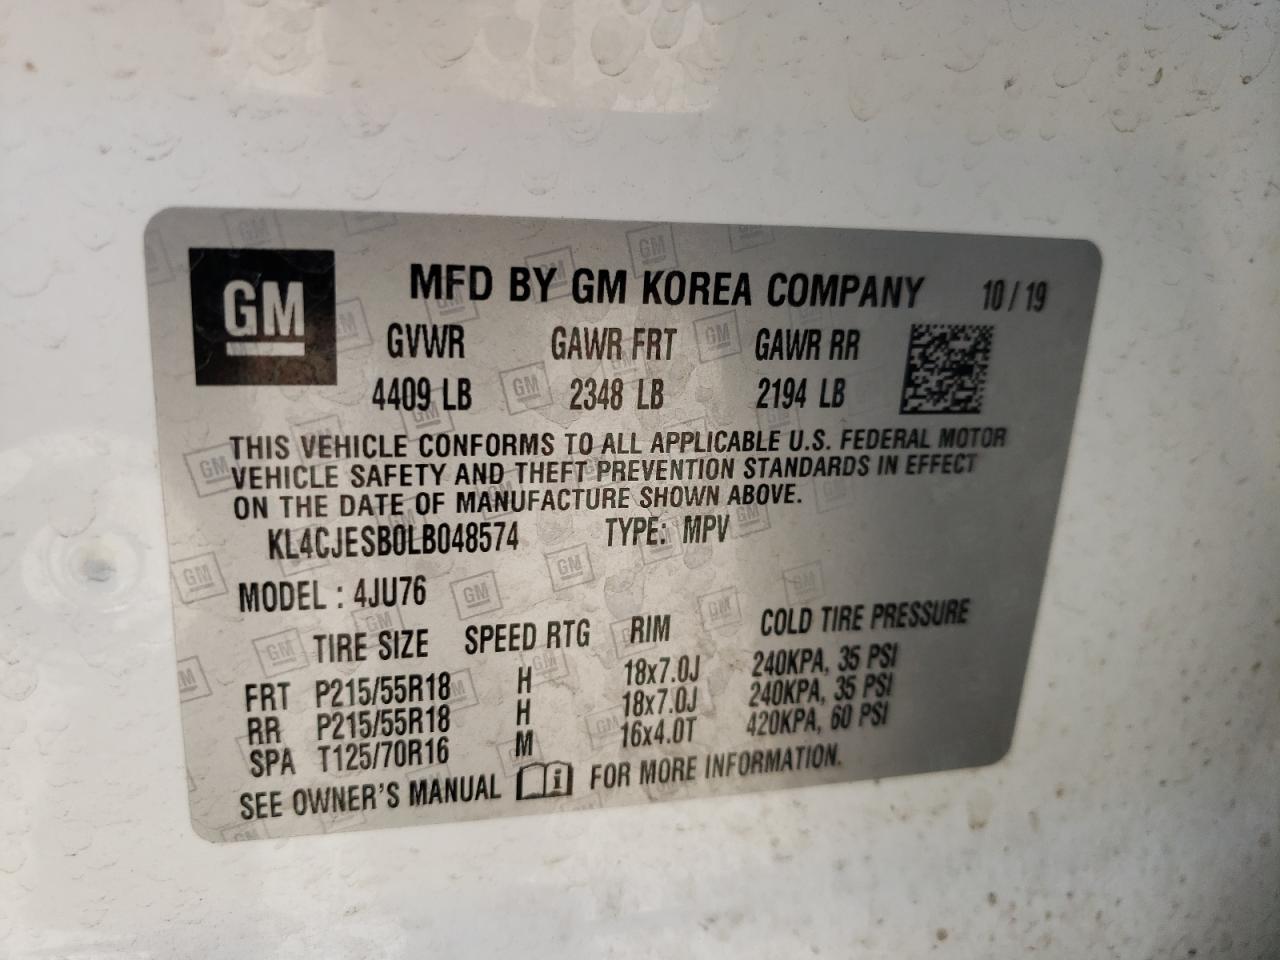 GM
MFD BY GM KOREA COMPANY 10/19
GVWR GAWR FRT GAWR RR
4409 LB 2348 LB 2194 LB
THIS VEHICLE CONFORMS TO ALL APPLICABLE U.S. FEDERAL MOTOR
VEHICLE SAFETY AND THEFT PREVENTION STANDARDS IN EFFECT
ON THE DATE OF MANUFACTURE SHOWN ABOVE.
KL4CJESB0LB048574 TYPE: MPV
MODEL : 4JU76
TIRE SIZE SPEED RTG RIM COLD TIRE PRESSURE
FRT P215/55R18 H 18x7.0J 240KPA, 35 PSI
RR P215/55R18 H 18x7.0J 240KPA, 35 PSI
SPA T125/70R16 M 16x4.0T 420KPA, 60 PSI
SEE OWNER'S MANUAL i FOR MORE INFORMATION.